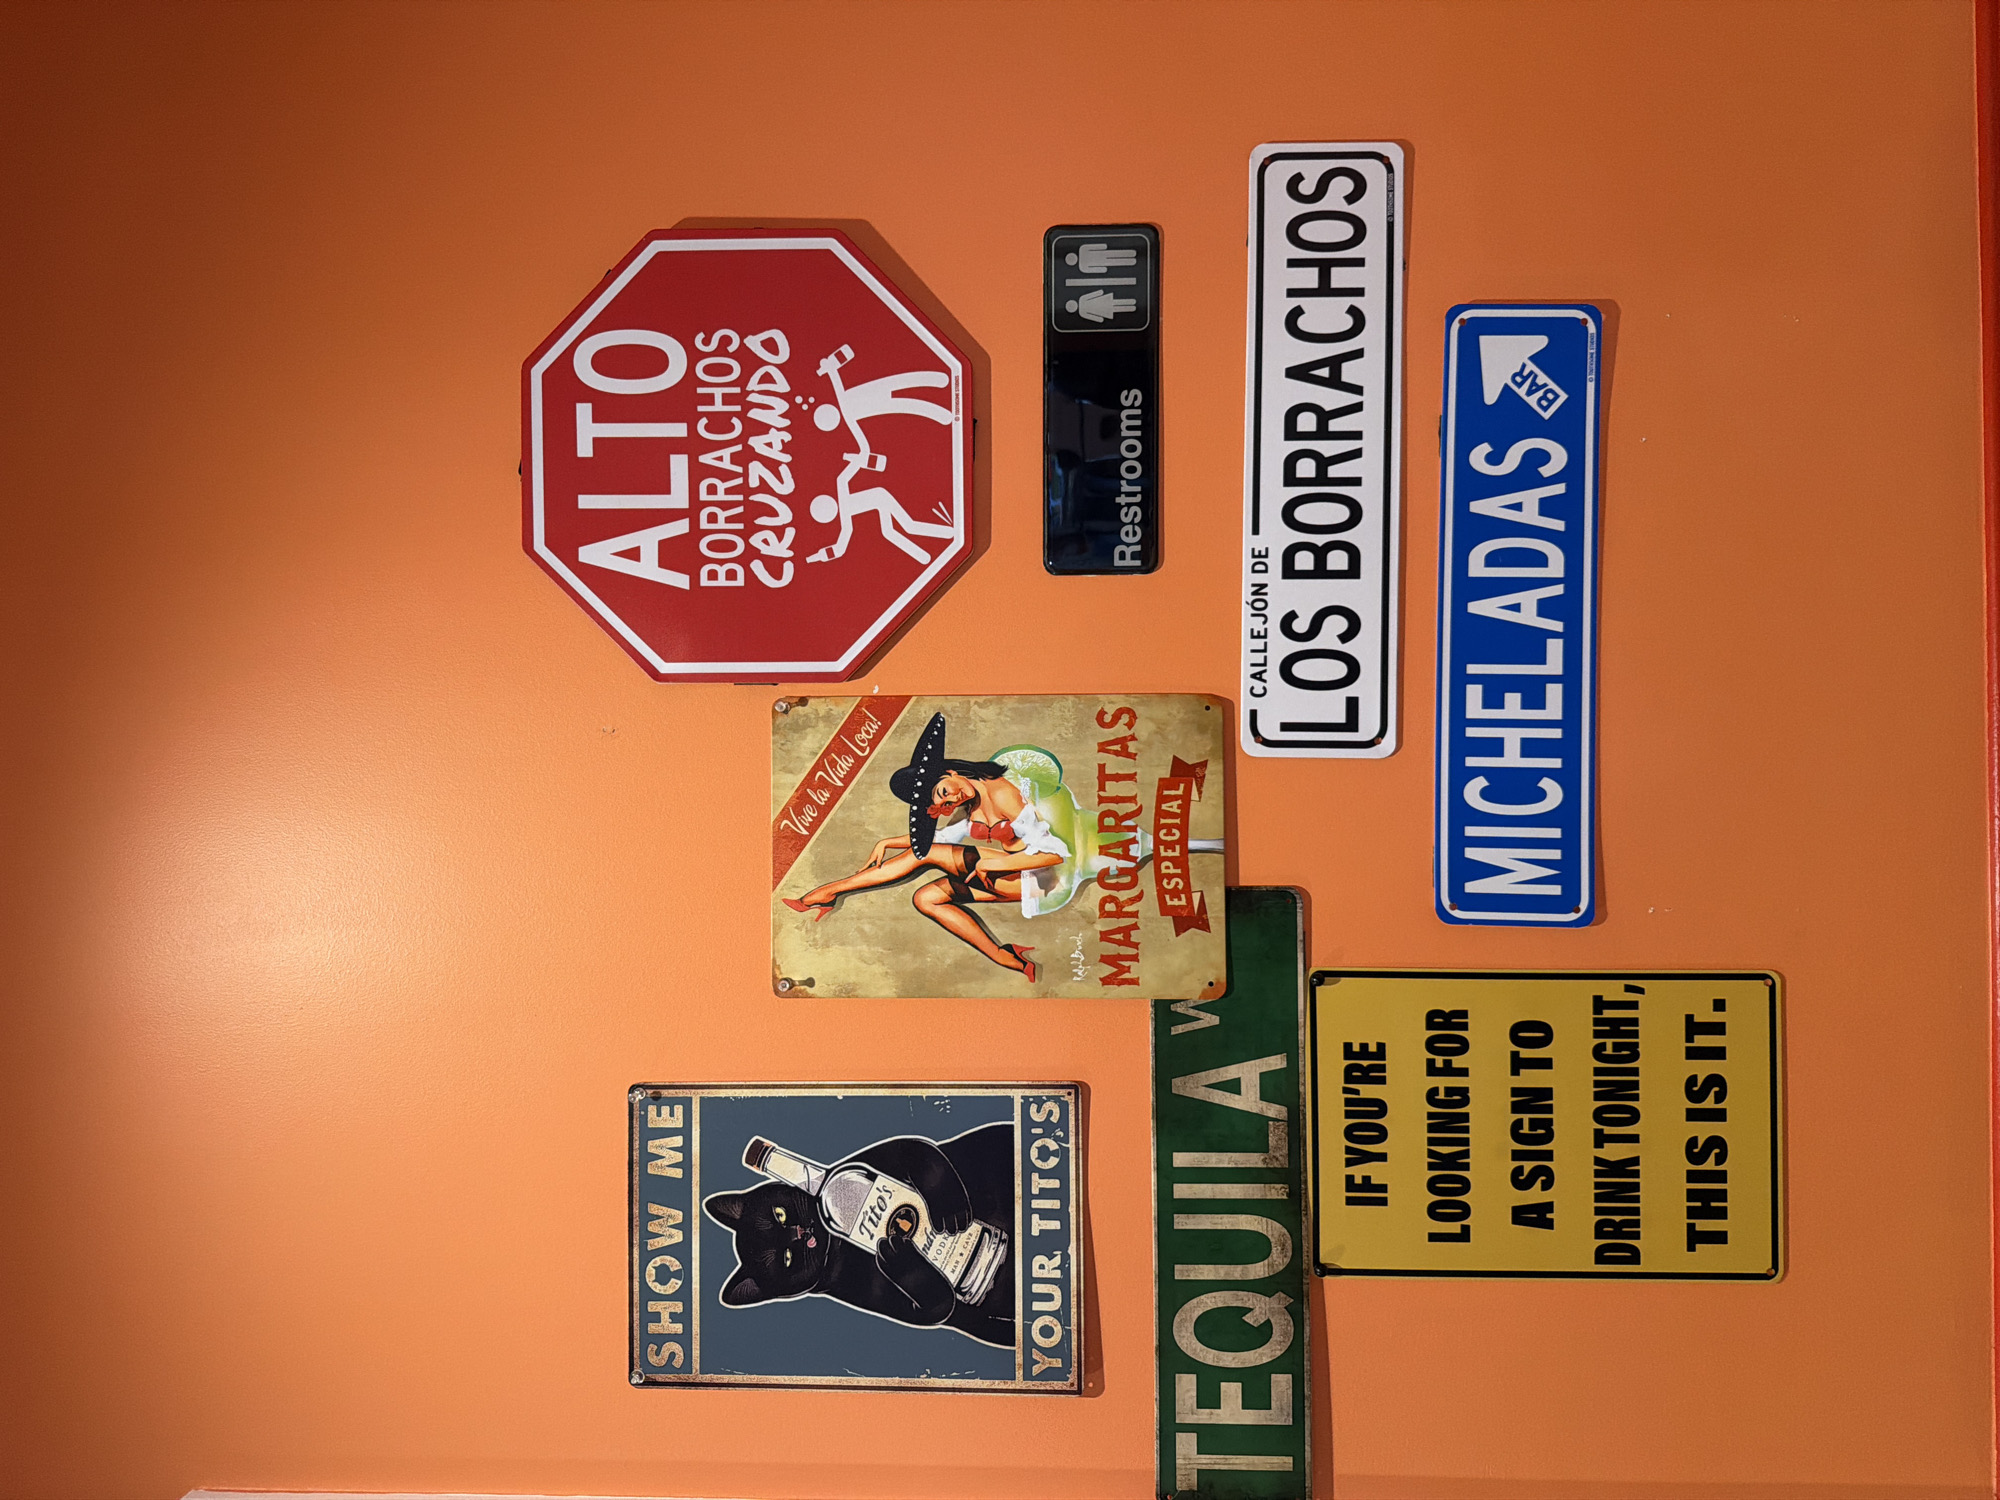 SHOW ME
Tito's
VODKA
YOUR TITO'S
Vive la Vida Loca!
MARGARITAS
ESPECIAL
ALTO
BORRACHOS
CRUZANDO
Restrooms
TEQUILA W
CALLEJÓN DE
LOS BORRACHOS
IF YOU'RE
LOOKING FOR
A SIGN TO
DRINK TONIGHT,
THIS IS IT.
MICHELADAS
BAR